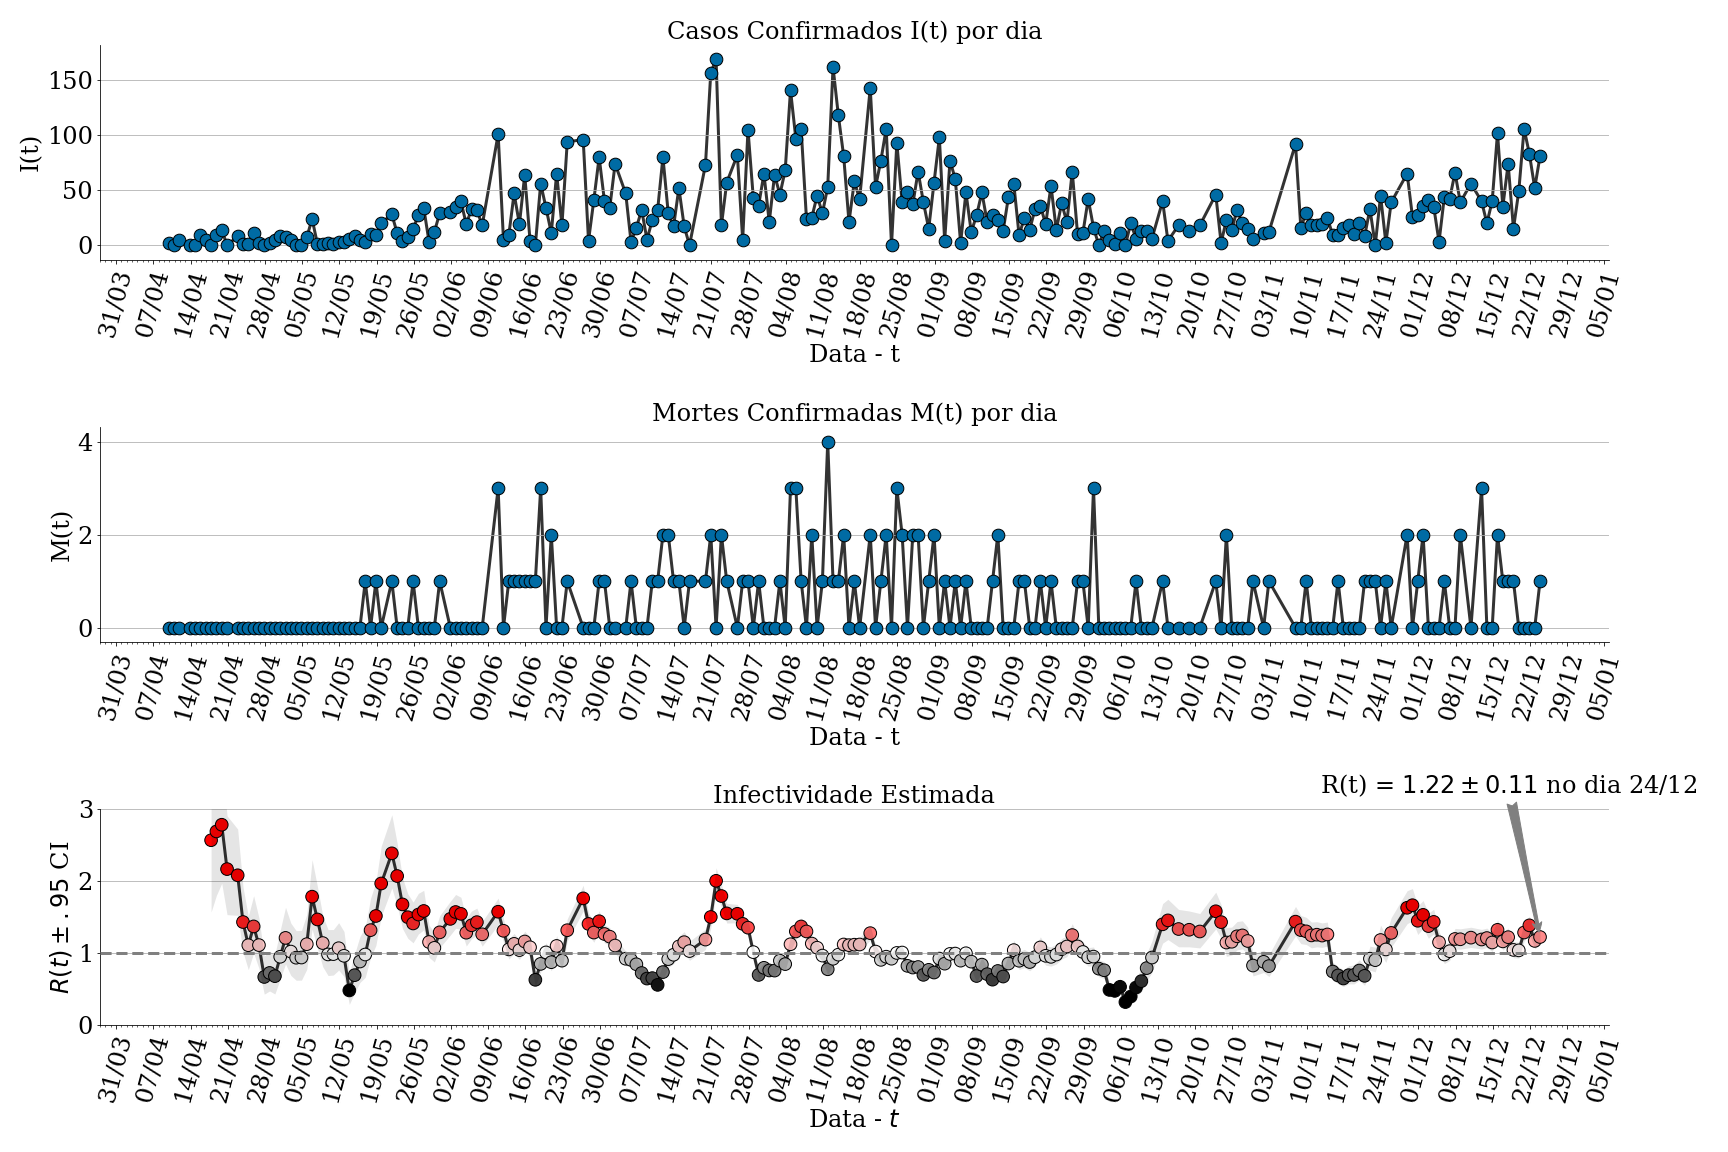 Casos Confirmados I(t) por dia
I(t)
150
100
50
0
31/03 07/04 14/04 21/04 28/04 05/05 12/05 19/05 26/05 02/06 09/06 16/06 23/06 30/06 07/07 14/07 21/07 28/07 04/08 11/08 18/08 25/08 01/09 08/09 15/09 22/09 29/09 06/10 13/10 20/10 27/10 03/11 10/11 17/11 24/11 01/12 08/12 15/12 22/12 29/12 05/01
Data - t
Mortes Confirmadas M(t) por dia
M(t)
4
2
0
31/03 07/04 14/04 21/04 28/04 05/05 12/05 19/05 26/05 02/06 09/06 16/06 23/06 30/06 07/07 14/07 21/07 28/07 04/08 11/08 18/08 25/08 01/09 08/09 15/09 22/09 29/09 06/10 13/10 20/10 27/10 03/11 10/11 17/11 24/11 01/12 08/12 15/12 22/12 29/12 05/01
Data - t
R(t) = 1.22 ± 0.11 no dia 24/12
Infectividade Estimada
R(t) ± .95 CI
3
2
1
0
31/03 07/04 14/04 21/04 28/04 05/05 12/05 19/05 26/05 02/06 09/06 16/06 23/06 30/06 07/07 14/07 21/07 28/07 04/08 11/08 18/08 25/08 01/09 08/09 15/09 22/09 29/09 06/10 13/10 20/10 27/10 03/11 10/11 17/11 24/11 01/12 08/12 15/12 22/12 29/12 05/01
Data - t